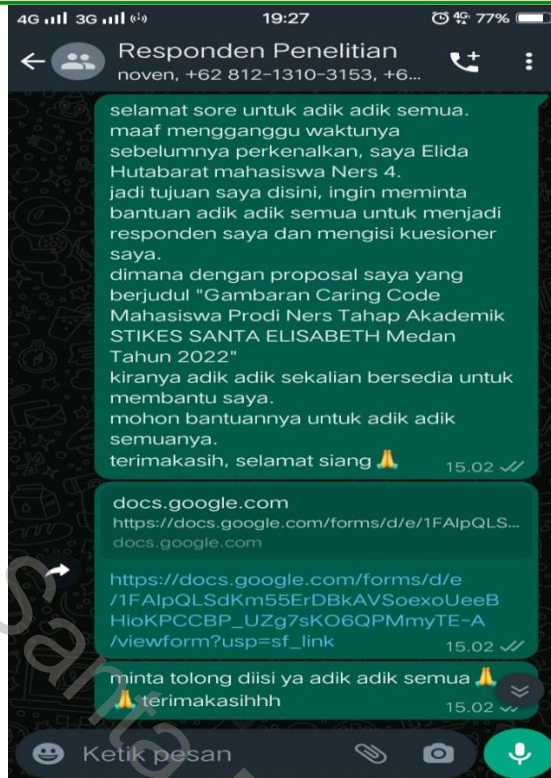 4G 3G 19:27 4G 77%
Responden Penelitian
noven, +62 812-1310-3153, +6...
selamat sore untuk adik adik semua.
maaf mengganggu waktunya
sebelumnya perkenalkan, saya Elida
Hutabarat mahasiswa Ners 4.
jadi tujuan saya disini, ingin meminta
bantuan adik adik semua untuk menjadi
responden saya dan mengisi kuesioner
saya.
dimana dengan proposal saya yang
berjudul "Gambaran Caring Code
Mahasiswa Prodi Ners Tahap Akademik
STIKES SANTA ELISABETH Medan
Tahun 2022"
kiranya adik adik sekalian bersedia untuk
membantu saya.
mohon bantuannya untuk adik adik
semuanya.
terimakasih, selamat siang 🙏 15.02
docs.google.com
https://docs.google.com/forms/d/e/1FAIpQLS...
docs.google.com
https://docs.google.com/forms/d/e
/1FAIpQLSdKm55ErDBkAVSoexoUeeB
HioKPCCBP_UZg7sKO6QPMmyTE-A
/viewform?usp=sf_link 15.02
minta tolong diisi ya adik adik semua 🙏
🙏 terimakasihhh 15.02
Ketik pesan
Santa